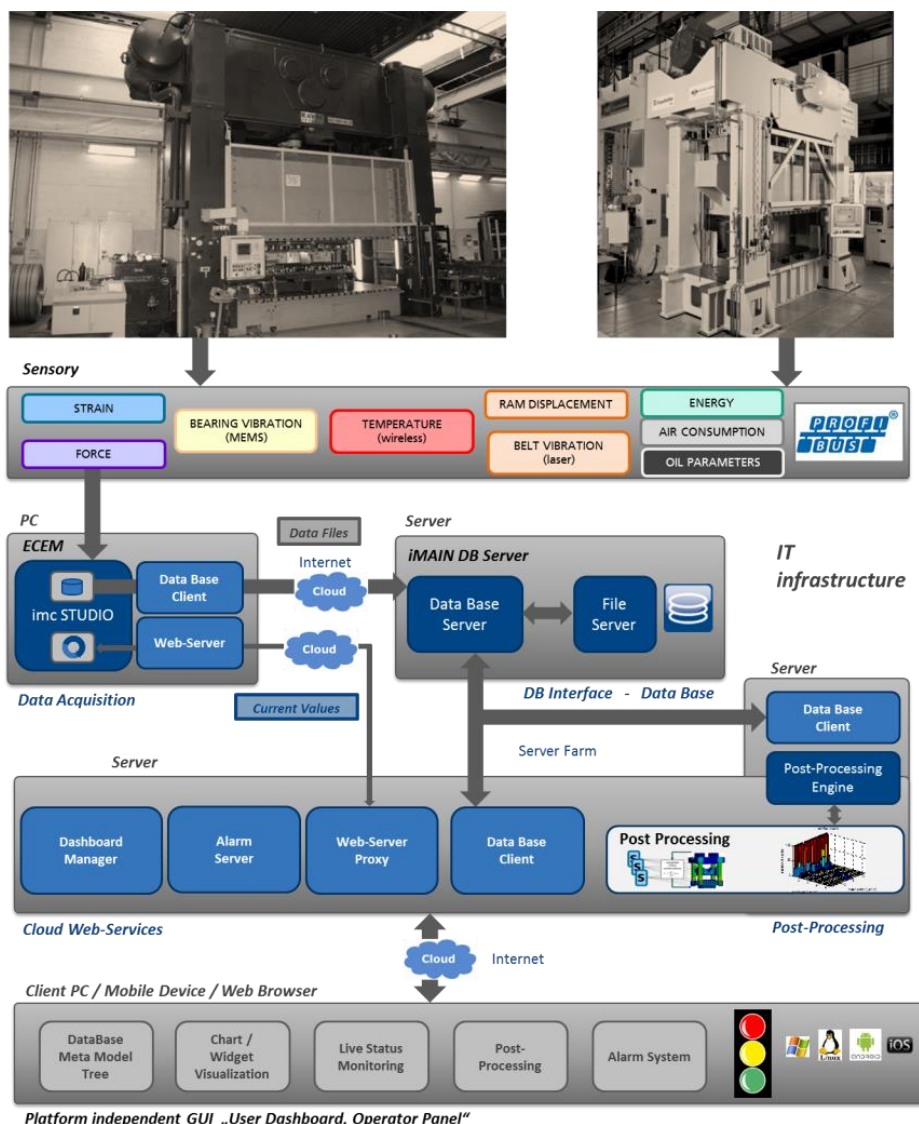 Sensory
STRAIN
FORCE
BEARING VIBRATION
(MEMS)
TEMPERATURE
(wireless)
RAM DISPLACEMENT
BELT VIBRATION
(laser)
ENERGY
AIR CONSUMPTION
OIL PARAMETERS
PROFI
BUS
PC
ECEM
imc STUDIO
Data Base
Client
Web-Server
Data Acquisition
Data Files
Internet
Cloud
Cloud
Current Values
Server
iMAIN DB Server
Data Base
Server
File
Server
DB Interface - Data Base
IT
infrastructure
Server
Data Base
Client
Post-Processing
Engine
Server Farm
Server
Dashboard
Manager
Alarm
Server
Web-Server
Proxy
Data Base
Client
Post Processing
S
S
S
Cloud Web-Services
Post-Processing
Cloud
Internet
Client PC / Mobile Device / Web Browser
DataBase
Meta Model
Tree
Chart /
Widget
Visualization
Live Status
Monitoring
Post-
Processing
Alarm System
Linux
ANDROID
iOS
Platform independent GUI „User Dashboard, Operator Panel“